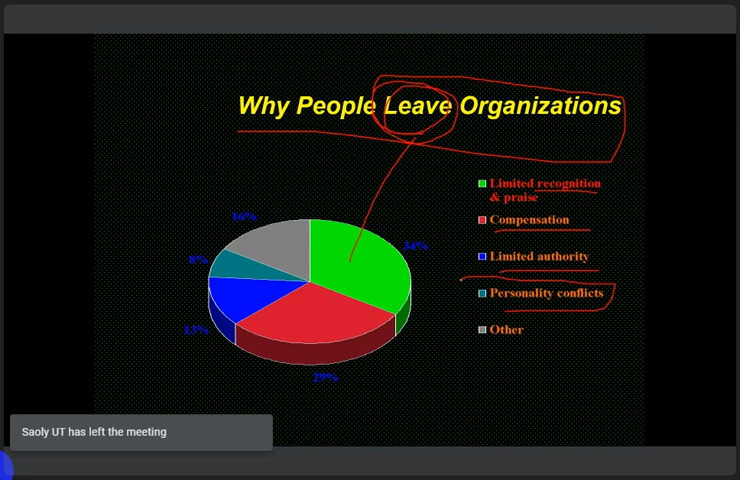 Why People Leave Organizations
Limited recognition
& praise
Compensation
Limited authority
Personality conflicts
Other
16%
34%
8%
13%
29%
Saoly UT has left the meeting